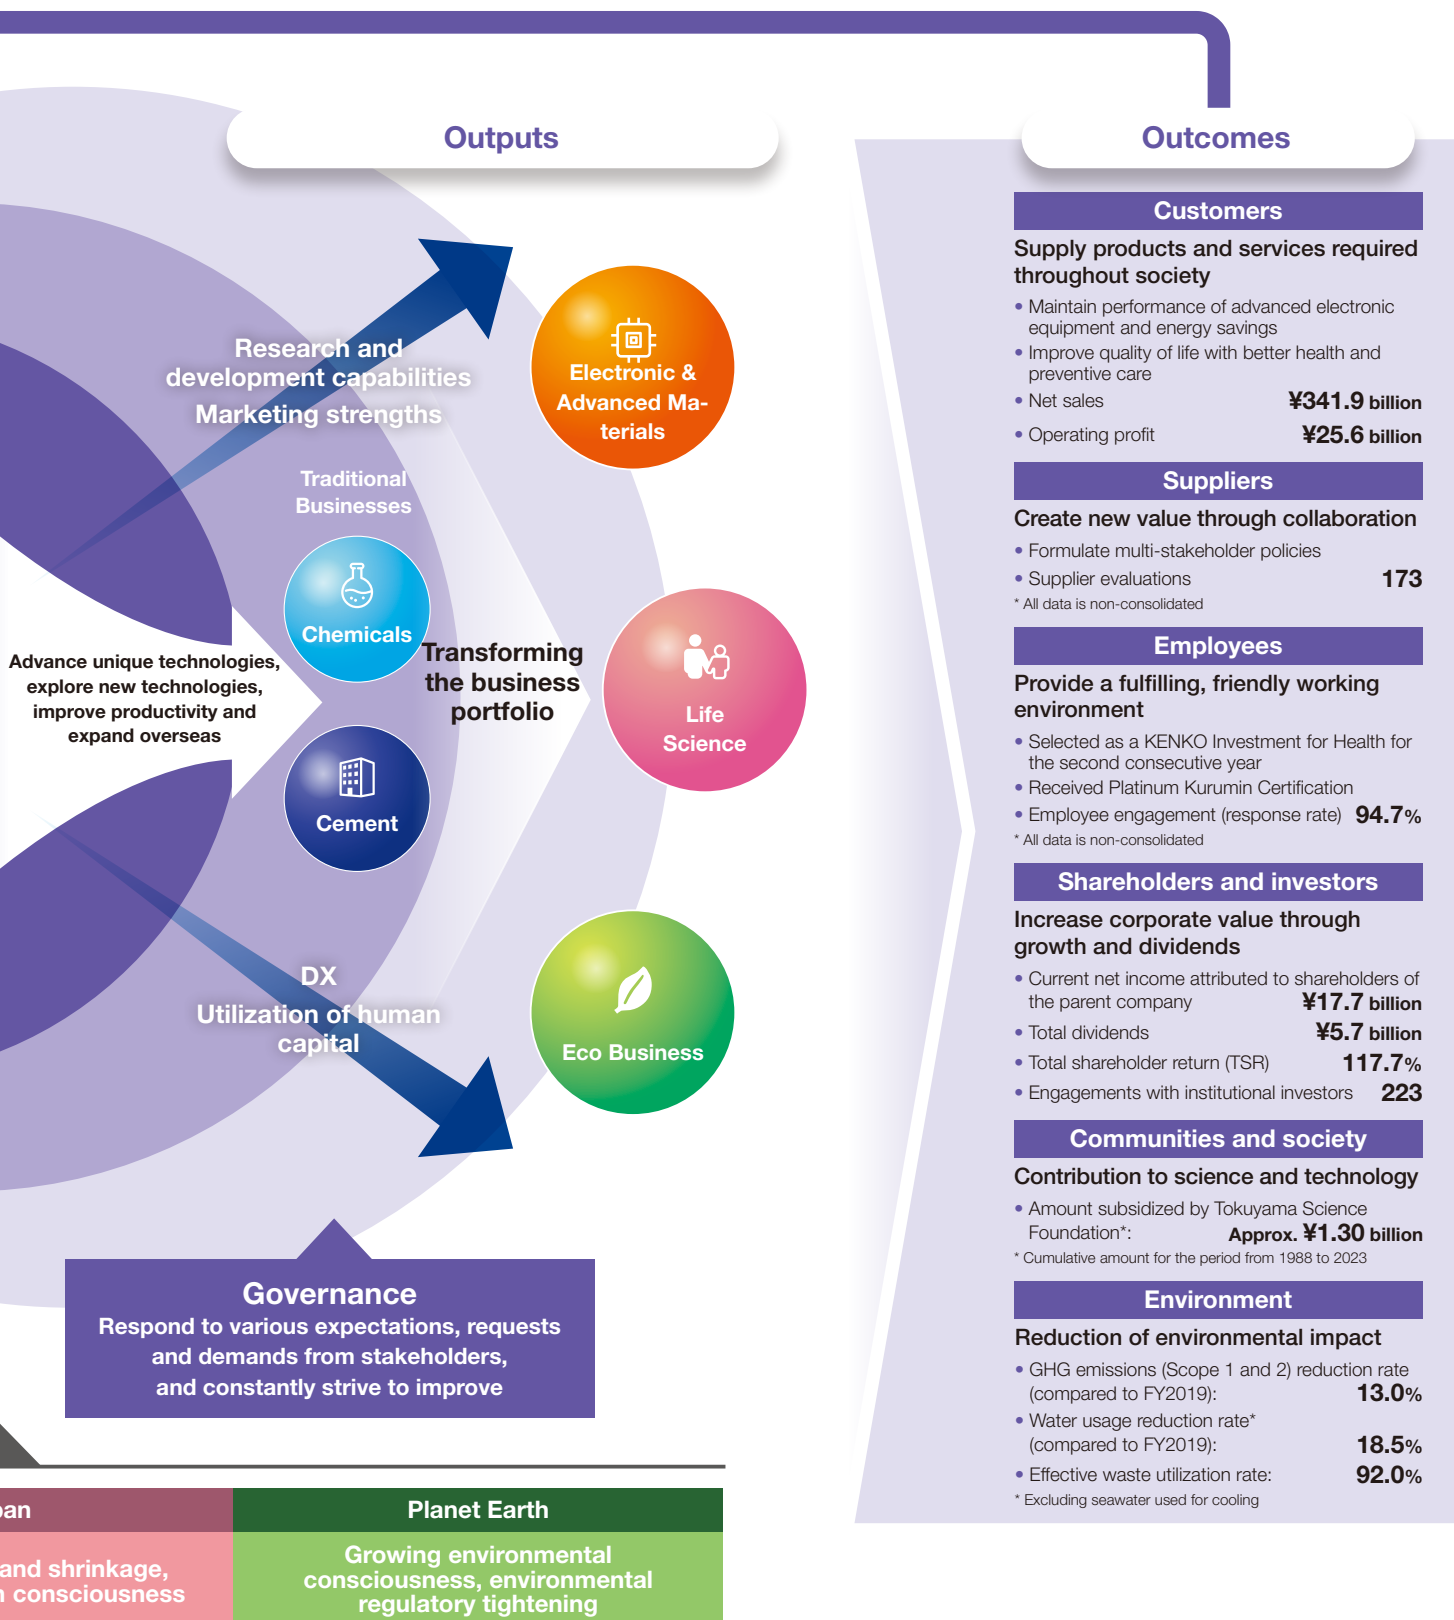 Outputs
Research and
development capabilities
Marketing strengths
Electronic &
Advanced Ma-
terials
Traditional
Businesses
Chemicals
Advance unique technologies,
explore new technologies,
improve productivity and
expand overseas
Transforming
the business
portfolio
Life
Science
Cement
DX
Utilization of human
capital
Eco Business
Governance
Respond to various expectations, requests
and demands from stakeholders,
and constantly strive to improve
and shrinkage,
consciousness
Planet Earth
Growing environmental
consciousness, environmental
regulatory tightening
Outcomes
Customers
Supply products and services required
throughout society
• Maintain performance of advanced electronic
equipment and energy savings
• Improve quality of life with better health and
preventive care
• Net sales ¥341.9 billion
• Operating profit ¥25.6 billion
Suppliers
Create new value through collaboration
• Formulate multi-stakeholder policies
• Supplier evaluations 173
* All data is non-consolidated
Employees
Provide a fulfilling, friendly working
environment
• Selected as a KENKO Investment for Health for
the second consecutive year
• Received Platinum Kurumin Certification
• Employee engagement (response rate) 94.7%
* All data is non-consolidated
Shareholders and investors
Increase corporate value through
growth and dividends
• Current net income attributed to shareholders of
the parent company ¥17.7 billion
• Total dividends ¥5.7 billion
• Total shareholder return (TSR) 117.7%
• Engagements with institutional investors 223
Communities and society
Contribution to science and technology
• Amount subsidized by Tokuyama Science
Foundation*: Approx. ¥1.30 billion
* Cumulative amount for the period from 1988 to 2023
Environment
Reduction of environmental impact
• GHG emissions (Scope 1 and 2) reduction rate
(compared to FY2019): 13.0%
• Water usage reduction rate*
(compared to FY2019): 18.5%
• Effective waste utilization rate: 92.0%
* Excluding seawater used for cooling